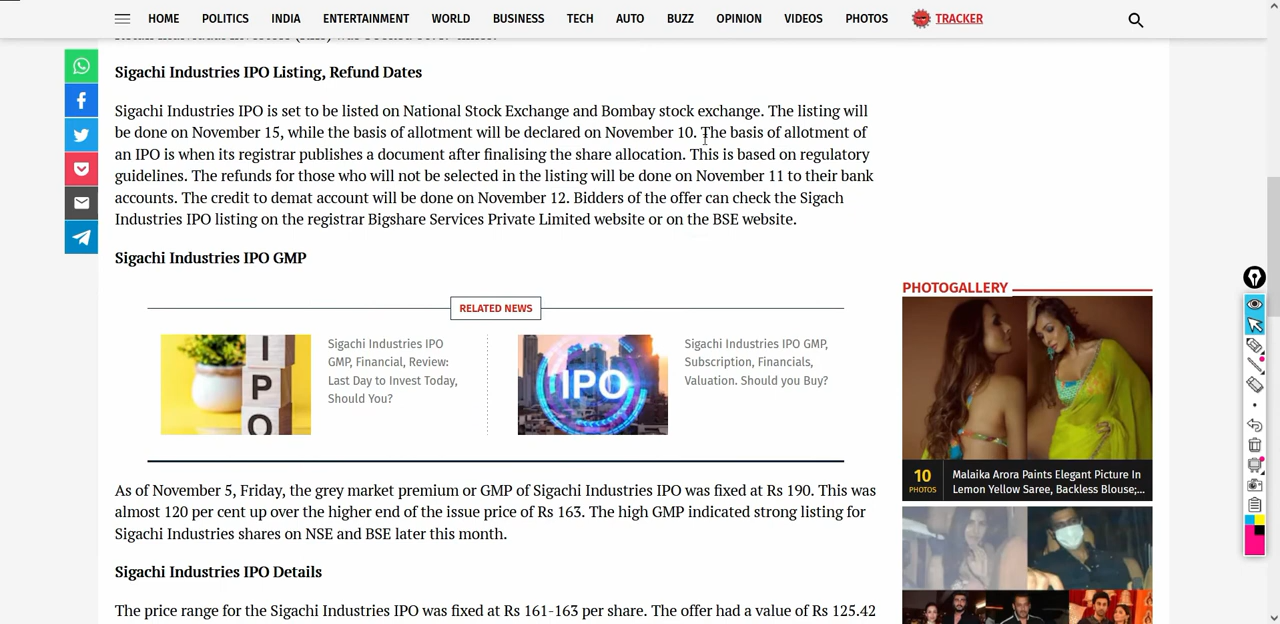 HOME POLITICS INDIA ENTERTAINMENT WORLD BUSINESS TECH AUTO BUZZ OPINION VIDEOS PHOTOS TRACKER
Sigachi Industries IPO Listing, Refund Dates
Sigachi Industries IPO is set to be listed on National Stock Exchange and Bombay stock exchange. The listing will
be done on November 15, while the basis of allotment will be declared on November 10. The basis of allotment of
an IPO is when its registrar publishes a document after finalising the share allocation. This is based on regulatory
guidelines. The refunds for those who will not be selected in the listing will be done on November 11 to their bank
accounts. The credit to demat account will be done on November 12. Bidders of the offer can check the Sigach
Industries IPO listing on the registrar Bigshare Services Private Limited website or on the BSE website.
Sigachi Industries IPO GMP
RELATED NEWS
I
P
O
Sigachi Industries IPO
GMP, Financial, Review:
Last Day to Invest Today,
Should You?
IPO
Sigachi Industries IPO GMP,
Subscription, Financials,
Valuation. Should you Buy?
As of November 5, Friday, the grey market premium or GMP of Sigachi Industries IPO was fixed at Rs 190. This was
almost 120 per cent up over the higher end of the issue price of Rs 163. The high GMP indicated strong listing for
Sigachi Industries shares on NSE and BSE later this month.
Sigachi Industries IPO Details
The price range for the Sigachi Industries IPO was fixed at Rs 161-163 per share. The offer had a value of Rs 125.42
PHOTOGALLERY
10
PHOTOS
Malaika Arora Paints Elegant Picture In
Lemon Yellow Saree, Backless Blouse;...